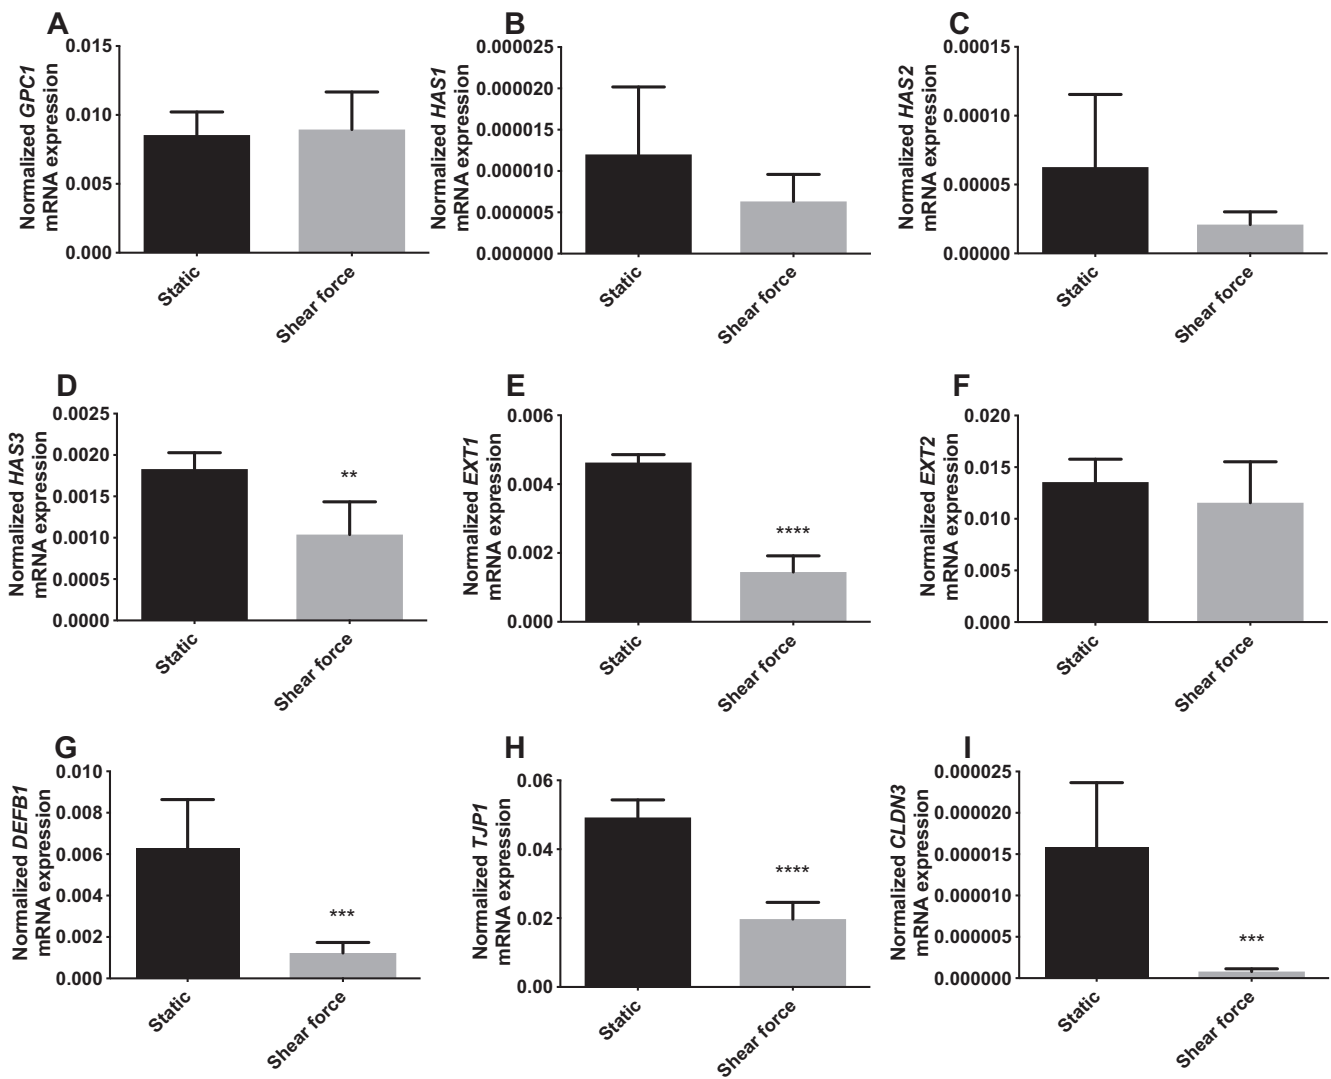 A
Normalized GPC1
mRNA expression
0.015
0.010
0.005
0.000
Static
Shear force
B
Normalized HAS1
mRNA expression
0.000025
0.000020
0.000015
0.000010
0.000005
0.000000
Static
Shear force
C
Normalized HAS2
mRNA expression
0.00015
0.00010
0.00005
0.00000
Static
Shear force
D
Normalized HAS3
mRNA expression
0.0025
0.0020
0.0015
0.0010
0.0005
0.0000
**
Static
Shear force
E
Normalized EXT1
mRNA expression
0.006
0.004
0.002
0.000
****
Static
Shear force
F
Normalized EXT2
mRNA expression
0.020
0.015
0.010
0.005
0.000
Static
Shear force
G
Normalized DEFB1
mRNA expression
0.010
0.008
0.006
0.004
0.002
0.000
***
Static
Shear force
H
Normalized TJP1
mRNA expression
0.06
0.04
0.02
0.00
****
Static
Shear force
I
Normalized CLDN3
mRNA expression
0.000025
0.000020
0.000015
0.000010
0.000005
0.000000
***
Static
Shear force